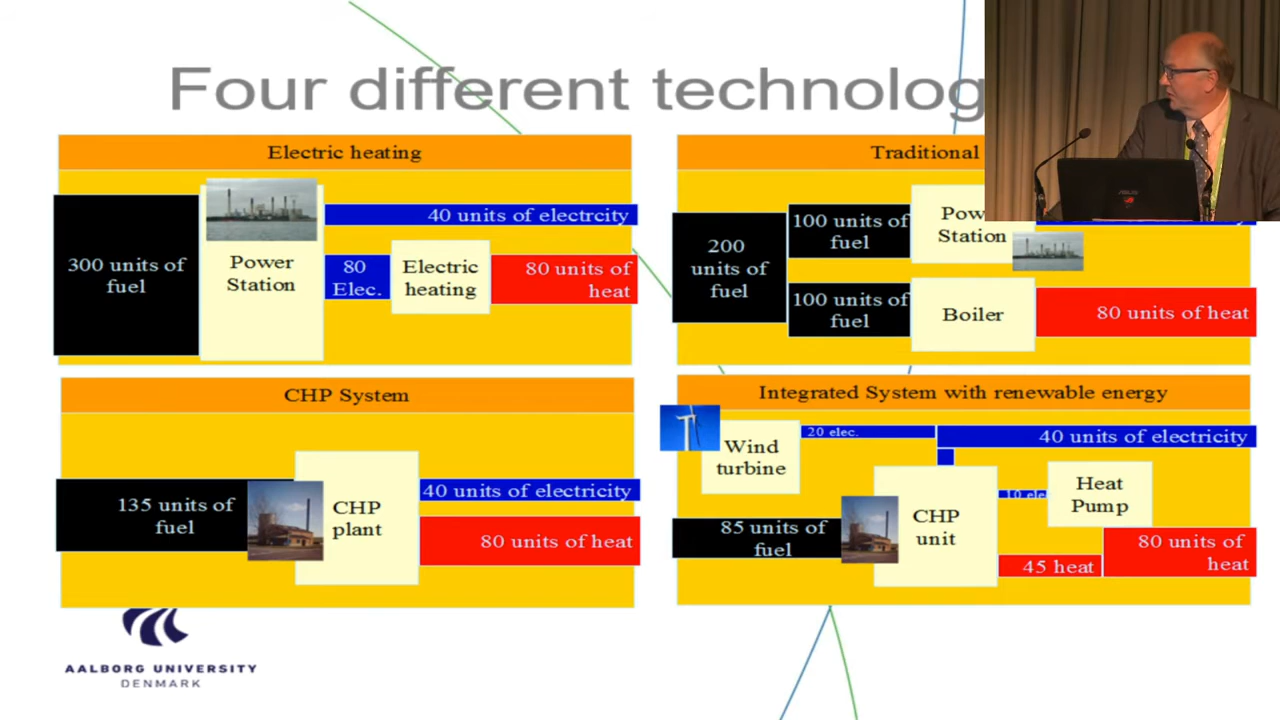 Four different technolog
Electric heating
300 units of
fuel
Power
Station
40 units of electrcity
80
Elec.
Electric
heating
80 units of
heat
Traditional
200
units of
fuel
100 units of
fuel
100 units of
fuel
Station
Boiler
80 units of heat
CHP System
135 units of
fuel
CHP
plant
40 units of electricity
80 units of heat
Integrated System with renewable energy
Wind
turbine
20 elec.
40 units of electricity
85 units of
fuel
CHP
unit
Heat
Pump
45 heat
80 units of
heat
AALBORG UNIVERSITY
DENMARK